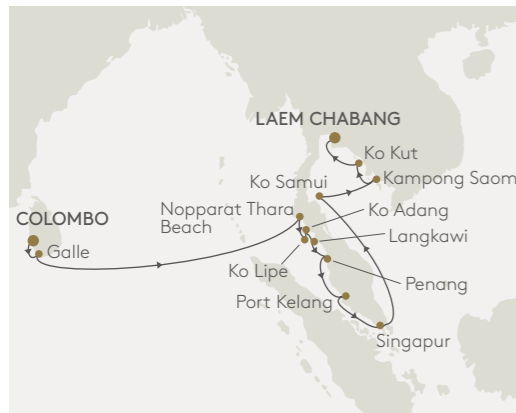 LAEM CHABANG
Ko Kut
Kampong Saom
Ko Samui
Nopparat Thara
Beach
Ko Adang
COLOMBO
Langkawi
Galle
Ko Lipe
Penang
Port Kelang
Singapur